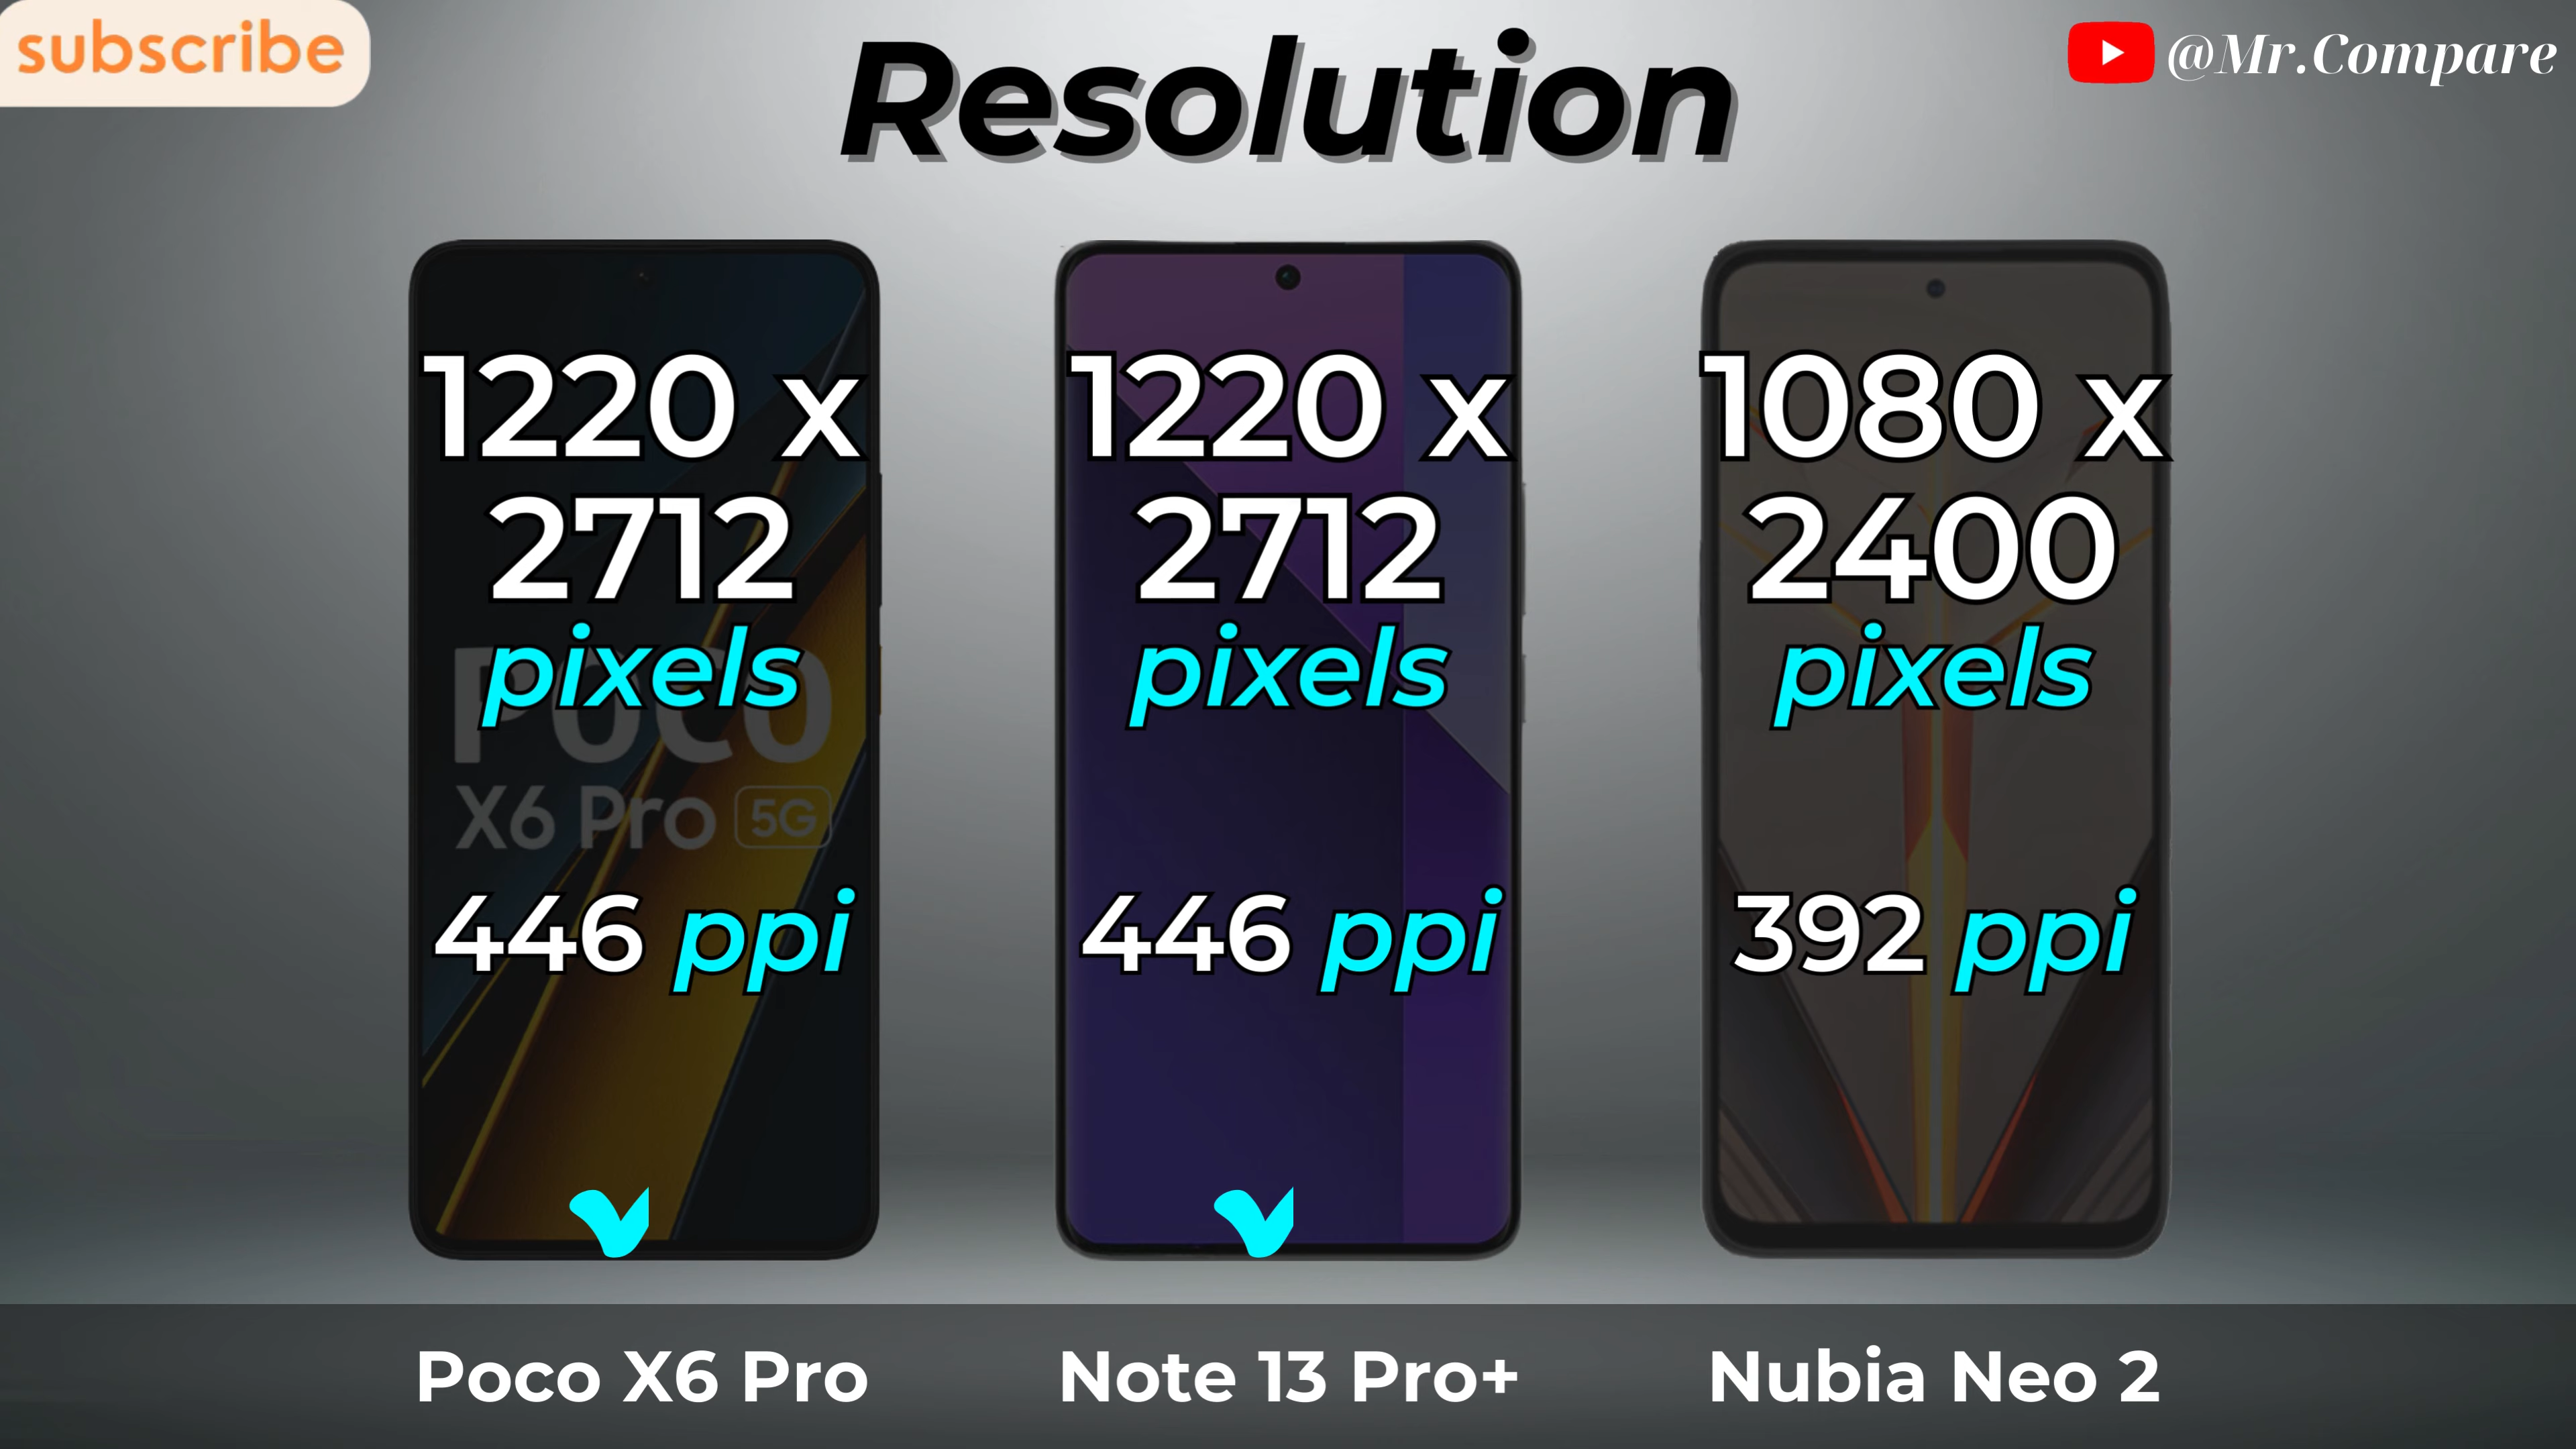 subscribe
Resolution
@Mr.Compare
1220 x
2712
pixels
POCO
X6 Pro 5G
446 ppi
1220 x
2712
pixels
446 ppi
1080 x
2400
pixels
392 ppi
Poco X6 Pro
Note 13 Pro+
Nubia Neo 2